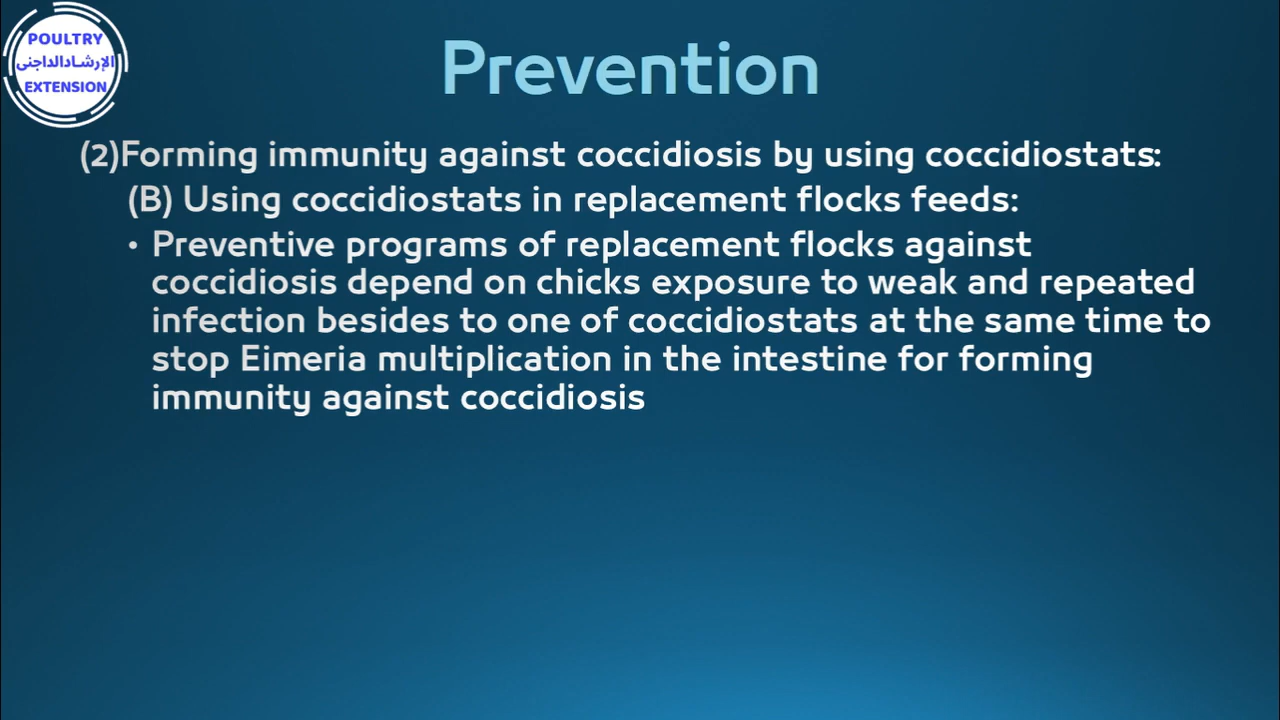 POULTRY
الإرشادالداجنى
EXTENSION
Prevention
(2)Forming immunity against coccidiosis by using coccidiostats:
(B) Using coccidiostats in replacement flocks feeds:
• Preventive programs of replacement flocks against
coccidiosis depend on chicks exposure to weak and repeated
infection besides to one of coccidiostats at the same time to
stop Eimeria multiplication in the intestine for forming
immunity against coccidiosis